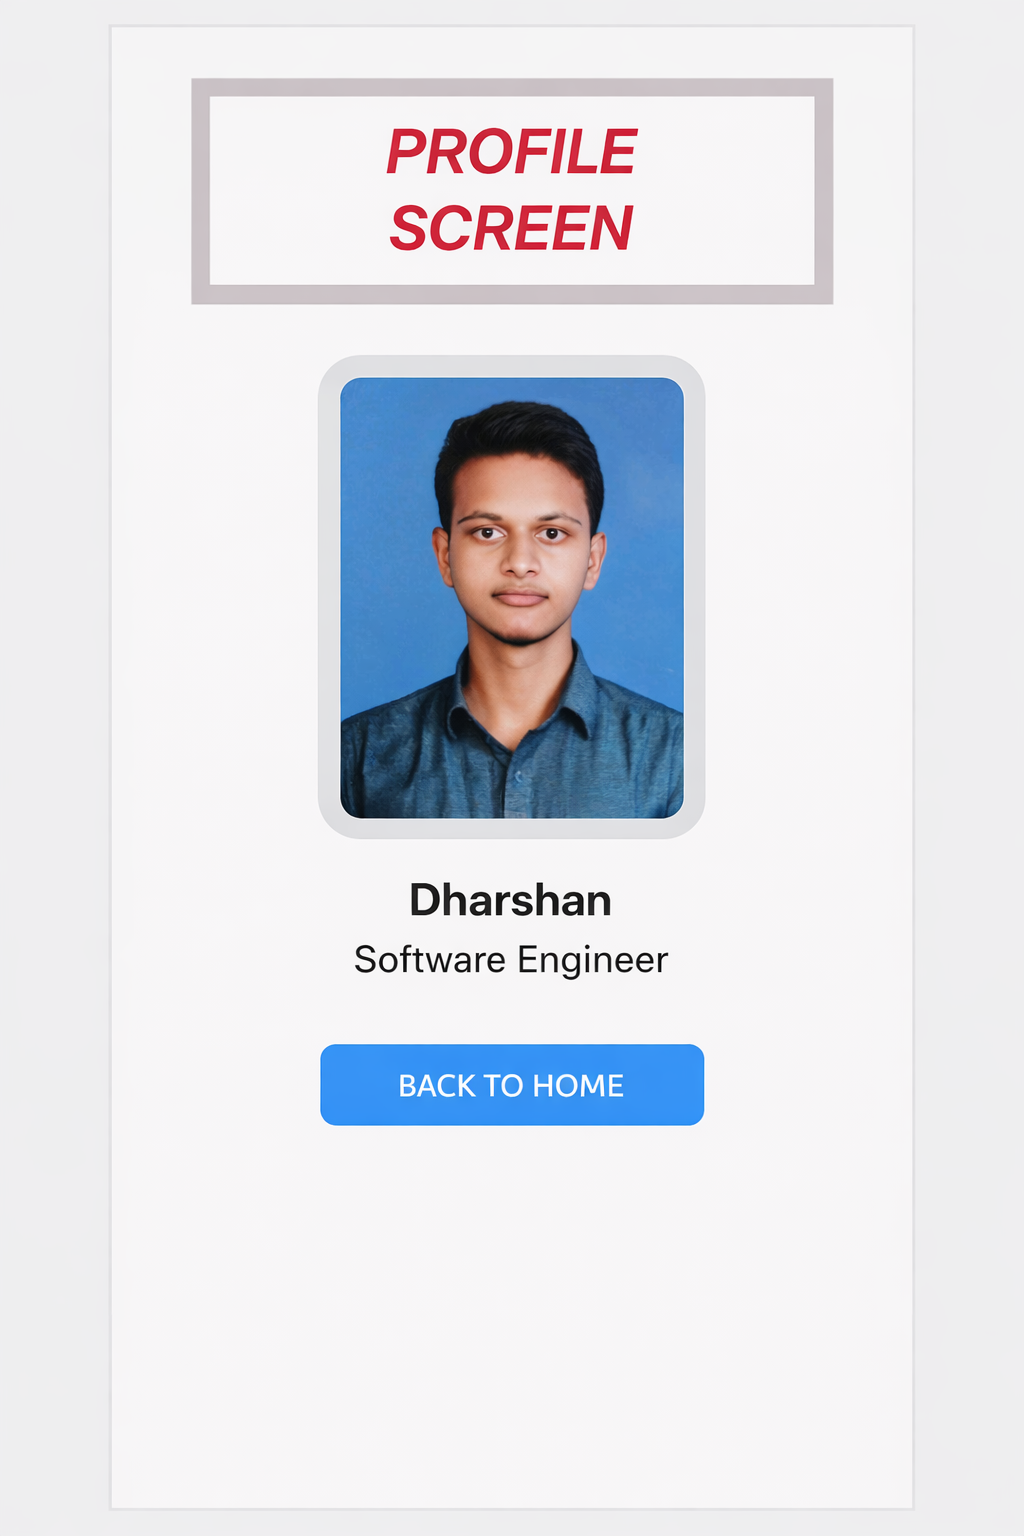 PROFILE
SCREEN
Dharshan
Software Engineer
BACK TO HOME